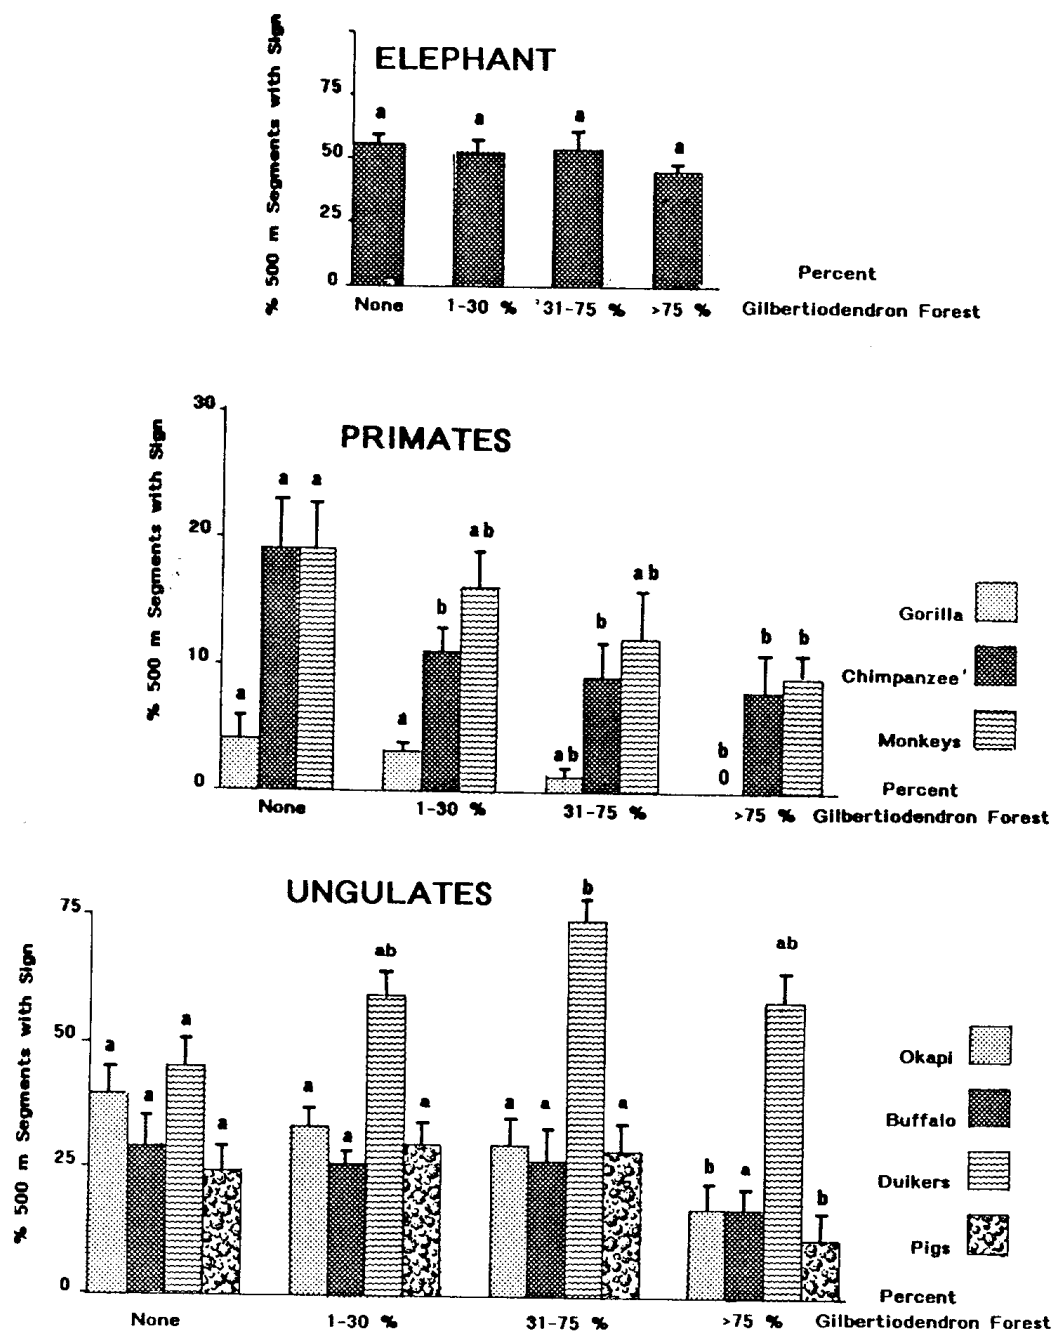 ELEPHANT
% 500 m Segments with Sign
75
50
25
0
a
a
a
a
None
1-30 %
31-75 %
>75 %
Percent
Gilbertiodendron Forest
PRIMATES
% 500 m Segments with Sign
30
20
10
0
a
a
a
a
b
ab
ab
b
ab
b
0
b
b
None
1-30 %
31-75 %
>75 %
Gorilla
Chimpanzee'
Monkeys
Percent
Gilbertiodendron Forest
UNGULATES
% 500 m Segments with Sign
75
50
25
0
a
a
a
a
a
a
ab
a
a
a
b
a
b
a
ab
b
None
1-30 %
31-75 %
>75 %
Okapi
Buffalo
Duikers
Pigs
Percent
Gilbertiodendron Forest